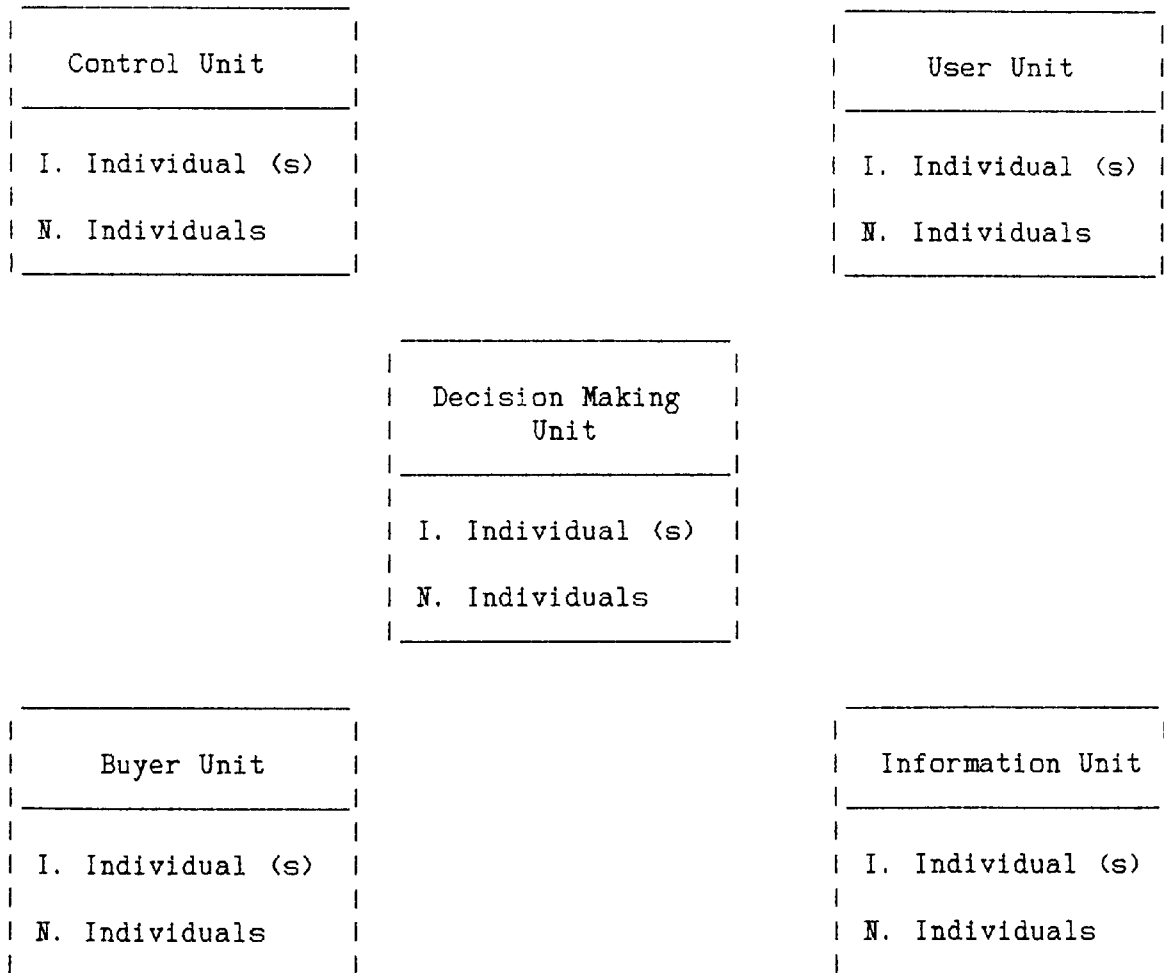 Control Unit
I. Individual (s)
N. Individuals
User Unit
I. Individual (s)
N. Individuals
Decision Making
Unit
I. Individual (s)
N. Individuals
Buyer Unit
I. Individual (s)
N. Individuals
Information Unit
I. Individual (s)
N. Individuals